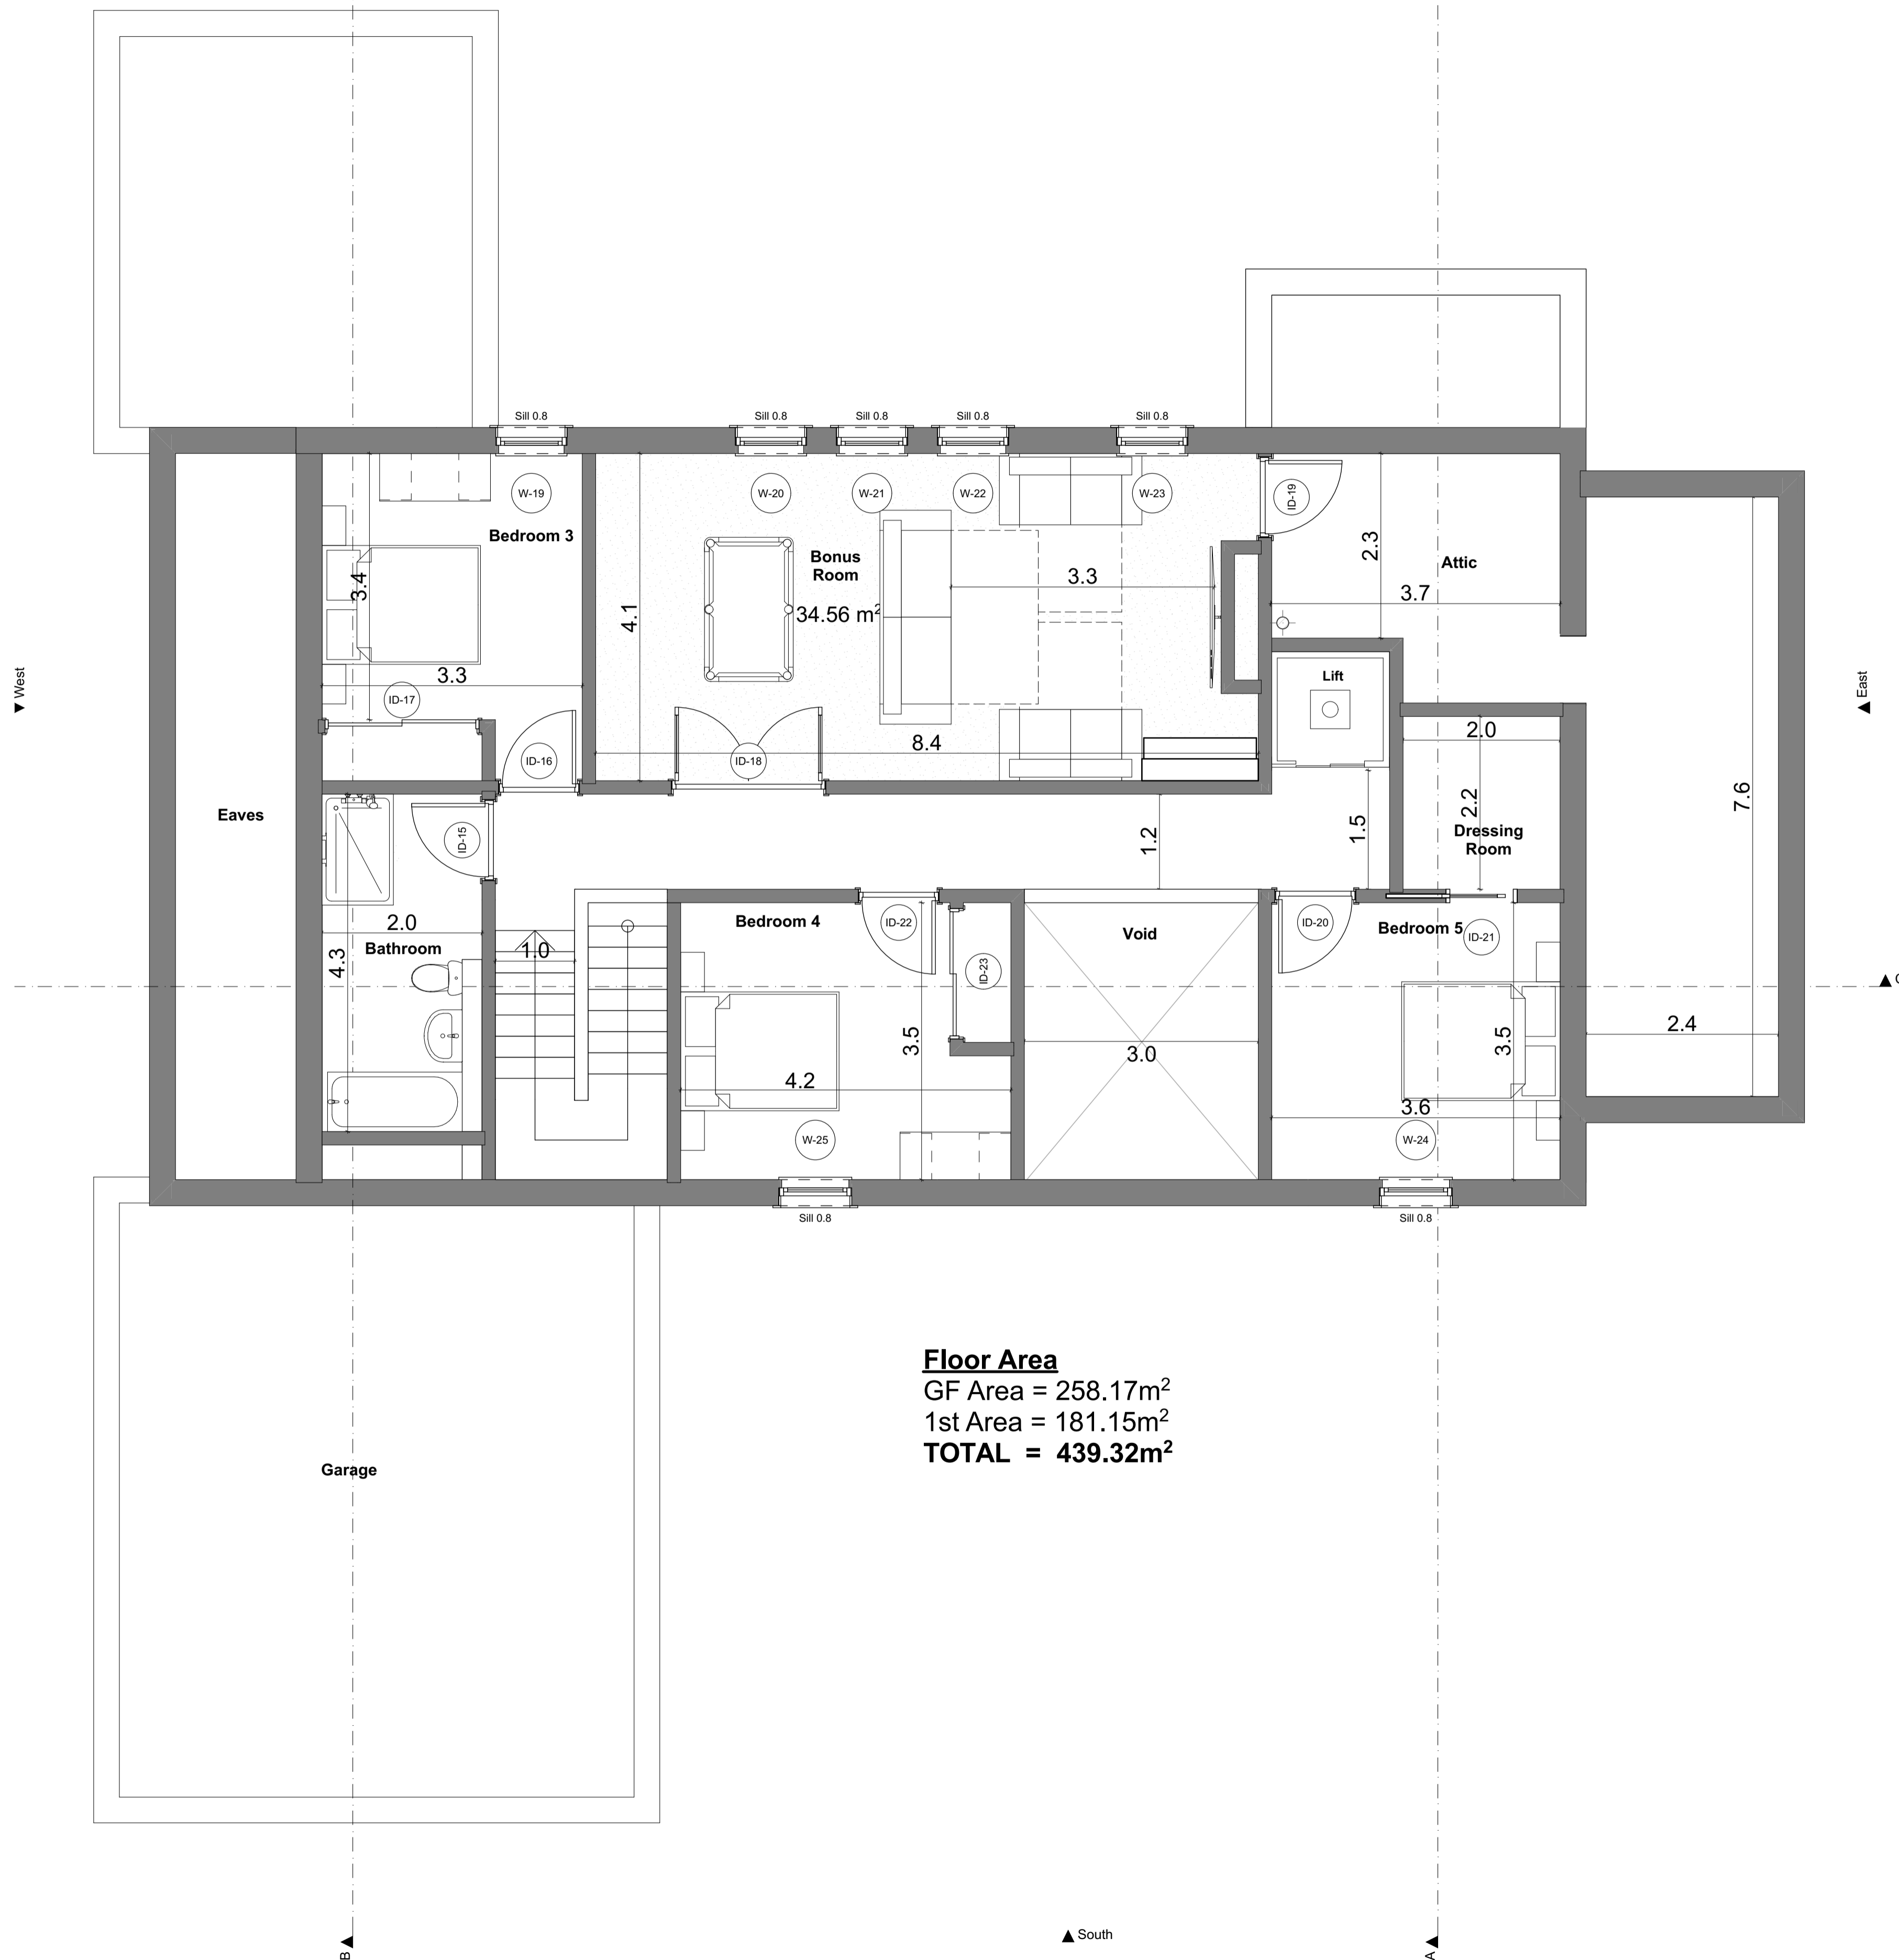 Sill 0.8
Sill 0.8
Sill 0.8
Sill 0.8
Sill 0.8
W-19
W-20
W-21
W-22
W-23
ID-19
Bedroom 3
Bonus
Room
34.56 m²
3.4
4.1
3.3
2.3
Attic
3.7
3.3
ID-17
Lift
West
East
8.4
2.0
ID-16
ID-18
Eaves
ID-15
1.2
1.5
2.2
Dressing
Room
7.6
2.0
Bathroom
4.3
1.0
Bedroom 4
ID-22
ID-23
Void
ID-20
Bedroom 5
ID-21
3.5
4.2
3.0
3.5
3.6
2.4
W-25
W-24
Sill 0.8
Sill 0.8
Floor Area
GF Area = 258.17m²
1st Area = 181.15m²
TOTAL = 439.32m²
Garage
South
B
A